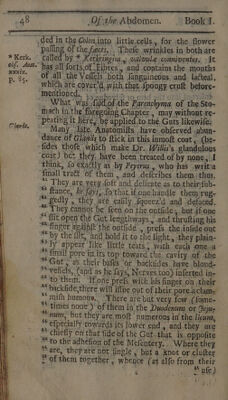 48 Of the Abdomen. Book I.
ded in the Colon into little cells, for the slower
passing of the fæces. Their wrinkles in both are
* Kerk. called by * Kerkringius, valvulæ conniventes. It
has all sorts of Fibres, and contains the mouths
of all the Vessels both sanguineous and lacteal,
p. 85. which are cover'd with that spongy crust before-
mentioned.
What was said of the Parenchyma of the Sto-
mach in the foregoing Chapter, may without re-
peating it here, be applied to the Guts likewise.
Glands. Many late Anatomists have observed abun-
dance of Glands to stick in this inmost coat, (be-
sides those which make Dr. Willis's glandulous
coat) but they have been treated of by none, I
think, so exactly as by Peyerus, who has writ a
small tract of them, and describes them thus.
" They are very soft and delicate as to their sub-
" stance, he says, so that if one handle them rug-
" gedly, they are easily squeez'd and defaced.
" They cannot be seen on the outside, but if one
" slit open the Gut lengthways, and thrusting his
" finger against the outside, press the inside out
" by the slit, and hold it to the light, they plain-
" ly appear like little teats, with each one a
" small pore in its top toward the cavity of the
" Gut, as their basis or backsides have blood-
" vessels, (and as he says, Nerves too) inserted in-
" to them. If one press with his finger on their
" backside, there will issue out of their pore a clam-
" mish humour. There are but very few (some-
" times none) of them in the Duodenum or Jeju-
" num, but they are most numerous in the Ileum,
" especially towards its lower end, and they are
" chiefly on that side of the Gut that is opposite
" to the adhesion of the Mesentery. Where they
" are, they are not single, but a knot or cluster
" of them together, whence (as also from their
" use)